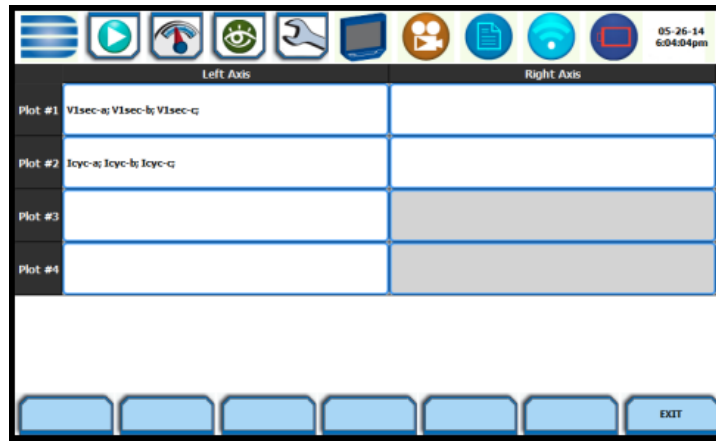 05-26-14
6:04:04pm
Left Axis Right Axis
Plot #1 V1sec-a; V1sec-b; V1sec-c;
Plot #2 Icyc-a; Icyc-b; Icyc-c;
Plot #3
Plot #4
EXIT